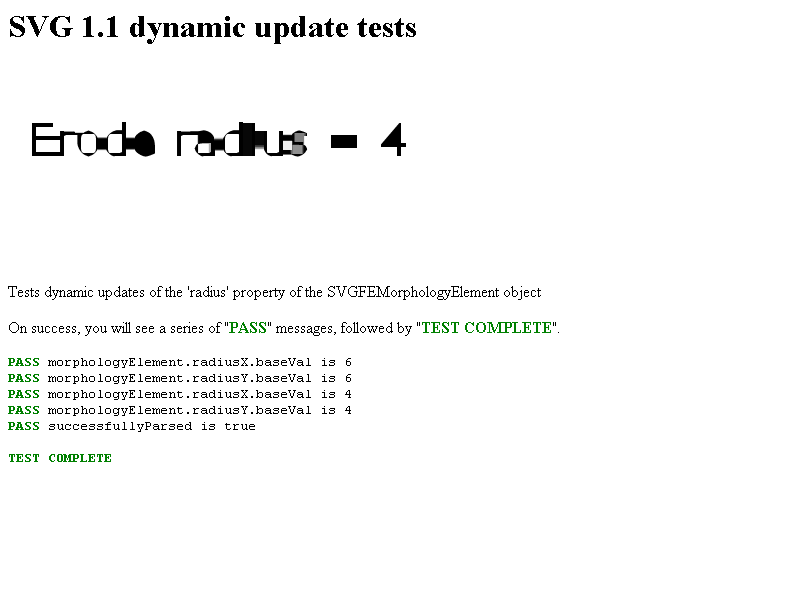 SVG 1.1 dynamic update tests
Erode radius = 4
Tests dynamic updates of the 'radius' property of the SVGFEMorphologyElement object
On success, you will see a series of "PASS" messages, followed by "TEST COMPLETE".
PASS morphologyElement.radiusX.baseVal is 6
PASS morphologyElement.radiusY.baseVal is 6
PASS morphologyElement.radiusX.baseVal is 4
PASS morphologyElement.radiusY.baseVal is 4
PASS successfullyParsed is true
TEST COMPLETE